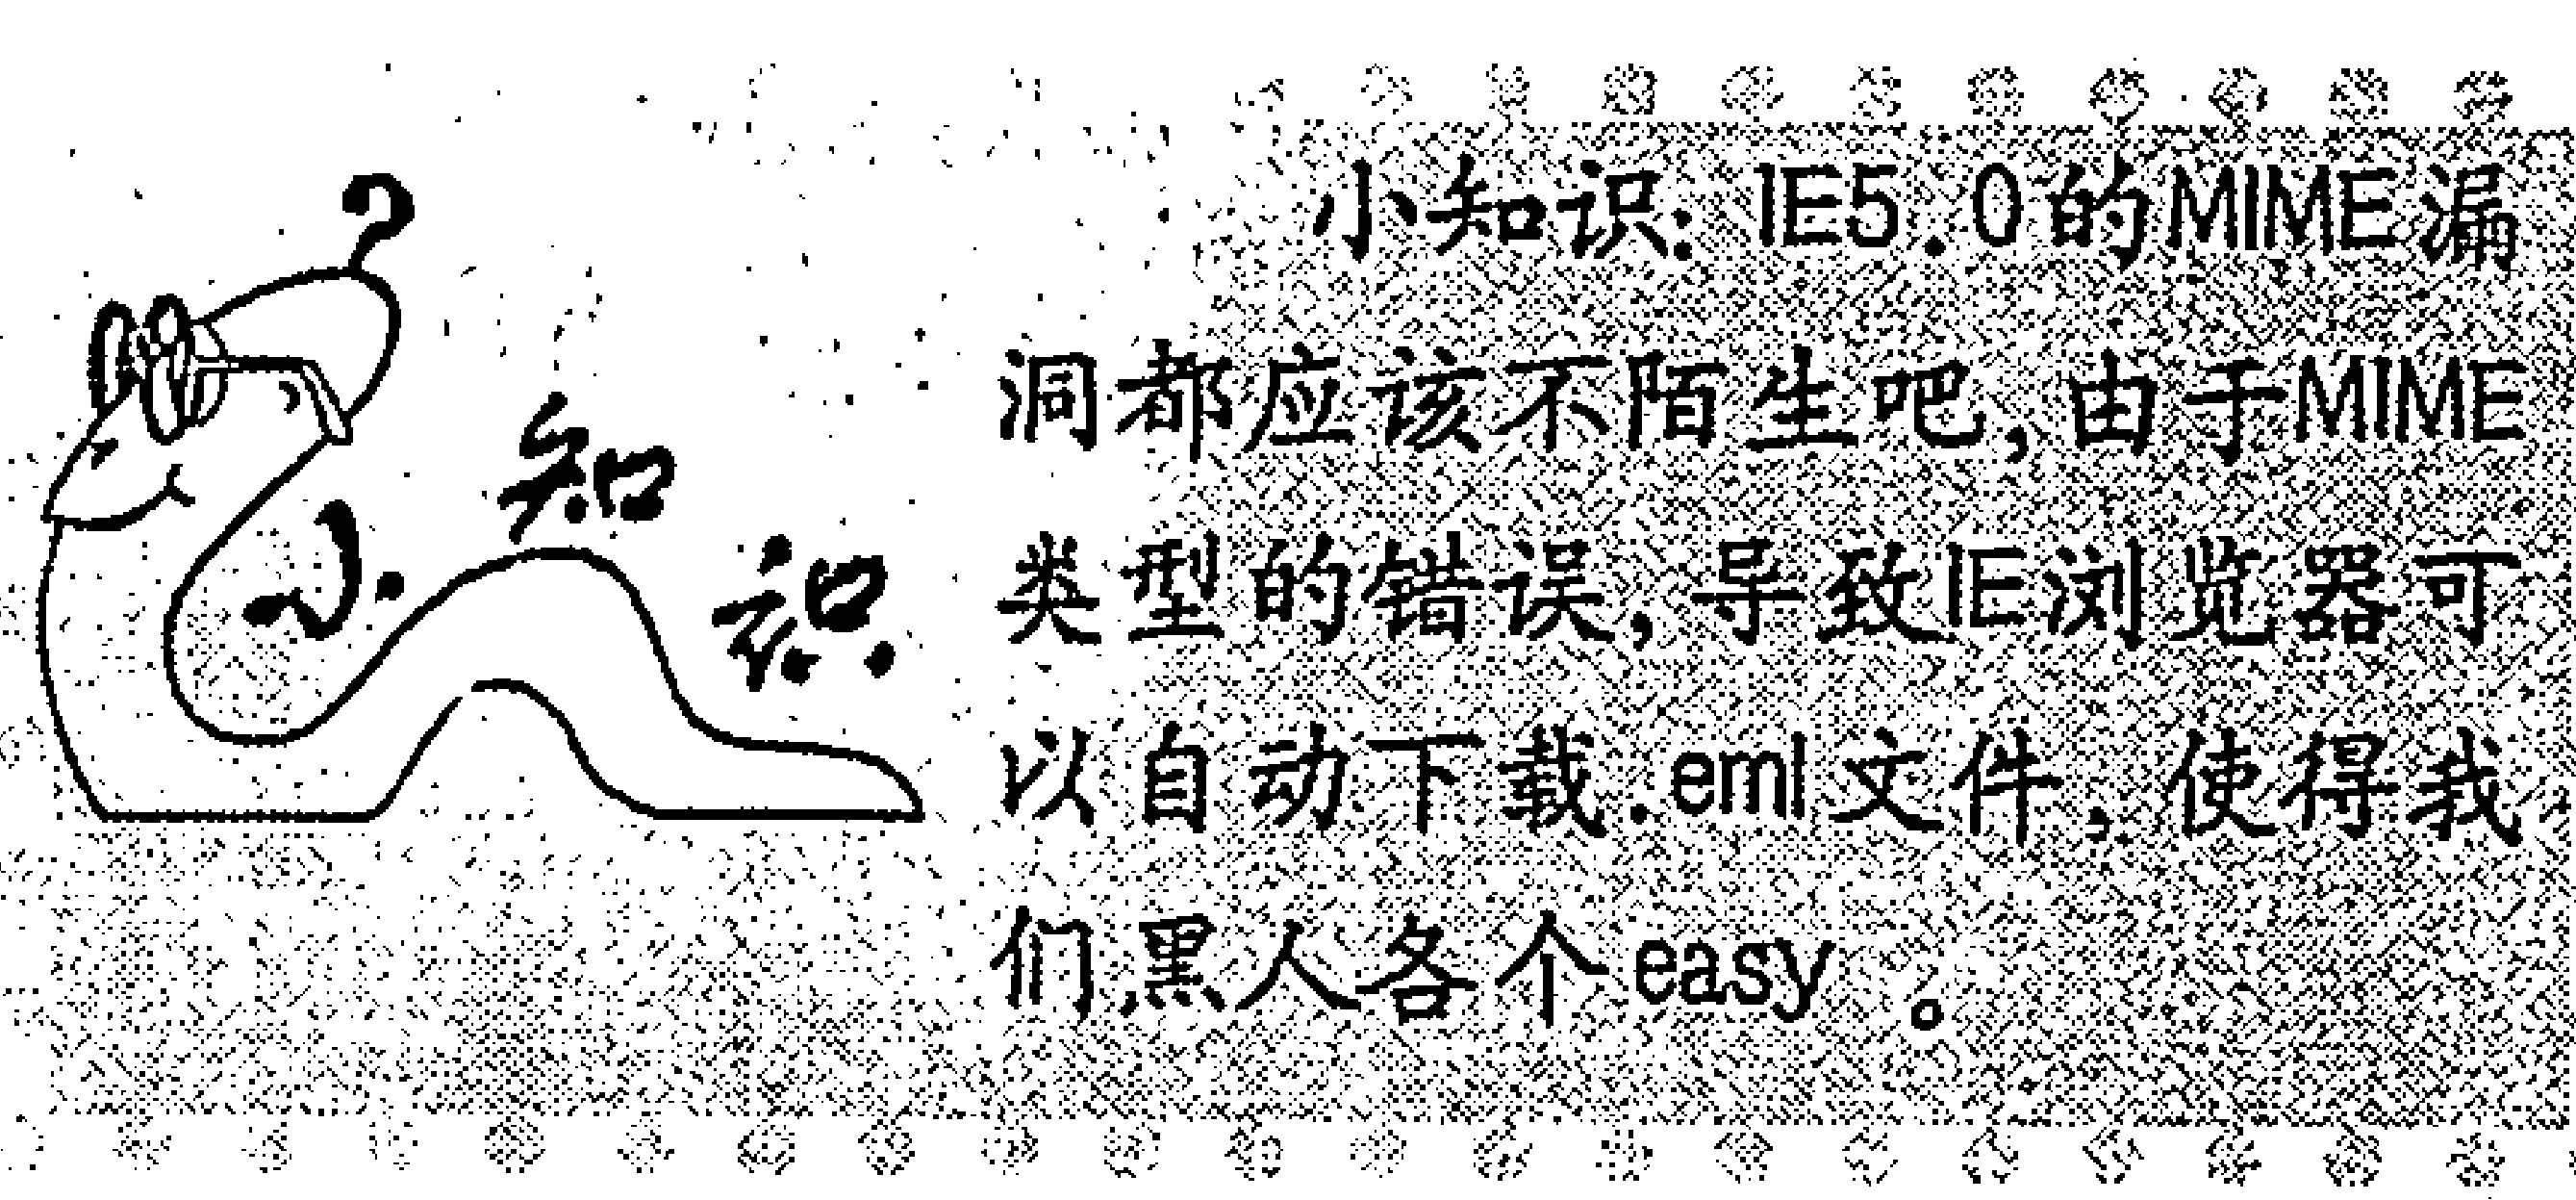 小知识
小知识：IE5.0的MIME漏
洞都应该不陌生吧，由于MIME
类型的错误，导致IE浏览器可
以自动下载.eml文件，使得我
们黑人各个easy。